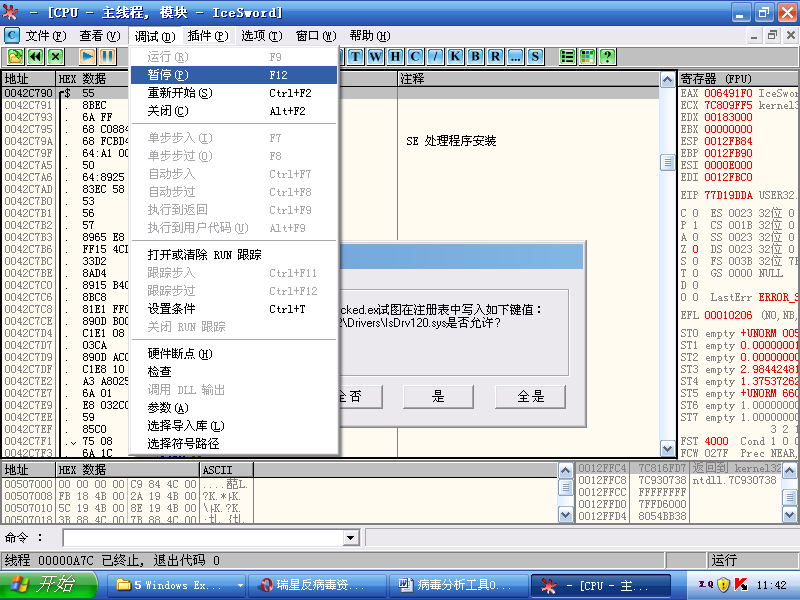 - [CPU - 主线程, 模块 - IceSword]
C 文件(F) 查看(V) 调试(D) 插件(P) 选项(T) 窗口(W) 帮助(H)
T W H C / K B R ... S ?
地址 HEX 数据 注释 寄存器 (FPU)
运行(R) F9
暂停(P) F12
重新开始(S) Ctrl+F2
关闭(C) Alt+F2
单步步入(I) F7
单步步过(O) F8
自动步入 Ctrl+F7
自动步过 Ctrl+F8
执行到返回 Ctrl+F9
执行到用户代码(U) Alt+F9
打开或清除 RUN 跟踪
跟踪步入 Ctrl+F11
跟踪步过 Ctrl+F12
设置条件 Ctrl+T
关闭 RUN 跟踪
硬件断点(H)
检查
调用 DLL 输出
参数(A)
选择导入库(L)
选择符号路径
0042C790 $ 55
0042C791 . 8BEC
0042C793 . 6A FF
0042C795 . 68 C0884
0042C79A . 68 FCBD4
0042C79F . 64:A1 00
0042C7A5 . 50
0042C7A6 . 64:8925
0042C7AD . 83EC 58
0042C7B0 . 53
0042C7B1 . 56
0042C7B2 . 57
0042C7B3 . 8965 E8
0042C7B6 . FF15 4CD
0042C7BC . 33D2
0042C7BE . 8AD4
0042C7C0 . 8915 B40
0042C7C6 . 8BC8
0042C7C8 . 81E1 FF0
0042C7CE . 890D B00
0042C7D4 . C1E1 08
0042C7D7 . 03CA
0042C7D9 . 890D AC0
0042C7DF . C1E8 10
0042C7E2 . A3 A8025
0042C7E7 . 6A 01
0042C7E9 . E8 032C0
0042C7EE . 59
0042C7EF . 85C0
0042C7F1 . 75 08
0042C7F3 . 6A 1C
SE 处理程序安装
cked.ex试图在注册表中写入如下键值：
2\Drivers\IsDrv120.sys是否允许?
全否 是 全是
EAX 006491F0 IceSwor
ECX 7C809FF5 kernel3
EDX 00183000
EBX 00000000
ESP 0012FB84
EBP 0012FB90
ESI 0000E000
EDI 0012FBC0
EIP 77D19DDA USER32.
C 0 ES 0023 32位 0
P 1 CS 001B 32位 0
A 0 SS 0023 32位 0
Z 0 DS 0023 32位 0
S 0 FS 003B 32位 7
T 0 GS 0000 NULL
D 0
O 0 LastErr ERROR_S
EFL 00010206 (NO,NB,
ST0 empty +UNORM 005
ST1 empty 0.0000000
ST2 empty 0.0000000
ST3 empty 2.98442481
ST4 empty 1.37537262
ST5 empty +UNORM 660
ST6 empty 1.0000000
ST7 empty 1.0000000
3 2 1
FST 4000 Cond 1 0 0
FCW 027F Prec NEAR,
地址 HEX 数据 ASCII
00507000 00 00 00 00 C9 84 4C 00
00507008 FB 18 4B 00 2A 19 4B 00
00507010 5C 19 4B 00 8E 19 4B 00
00507018 3B 88 4C 00 7B 88 4C 00
0012FFC4 7C816FD7 返回到 kernel32
0012FFC8 7C930738 ntdll.7C930738
0012FFCC FFFFFFFF
0012FFD0 7FFD6000
0012FFD4 8054BB38
命令 :
线程 00000A7C 已终止, 退出代码 0 运行
开始 5 Windows Ex... 瑞星反病毒资... 病毒分析工具O... - [CPU - 主... 11:42